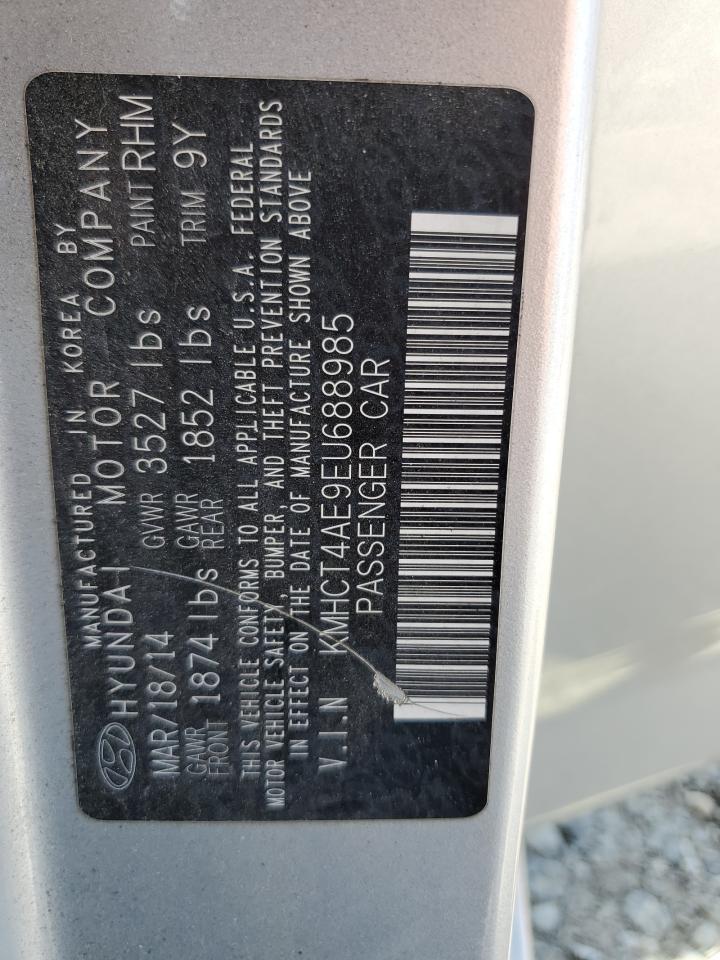 MANUFACTURED IN KOREA BY
HYUNDAI MOTOR COMPANY
MAR/18/14 GVWR 3527 lbs PAINT RHM
GAWR FRONT 1874 lbs GAWR REAR 1852 lbs TRIM 9Y
THIS VEHICLE CONFORMS TO ALL APPLICABLE U.S.A. FEDERAL
MOTOR VEHICLE SAFETY, BUMPER, AND THEFT PREVENTION STANDARDS
IN EFFECT ON THE DATE OF MANUFACTURE SHOWN ABOVE
V.I.N KMHCT4AE9EU688985
PASSENGER CAR